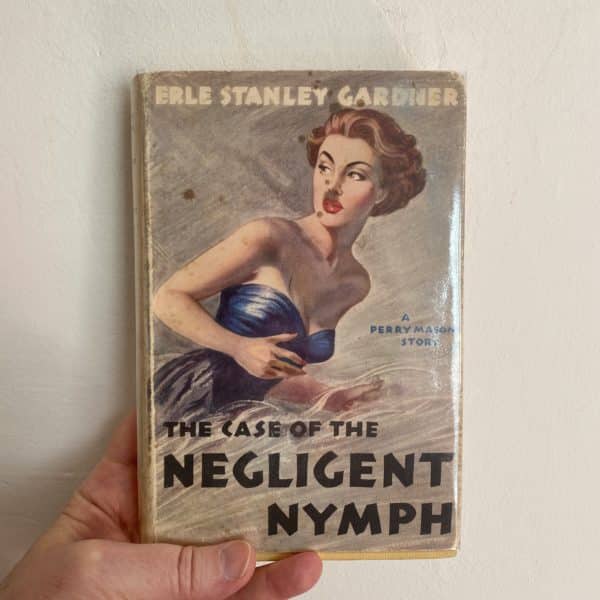 ERLE STANLEY GARDNER
A
PERRY MASON
STORY
THE CASE OF THE
NEGLIGENT
NYMPH